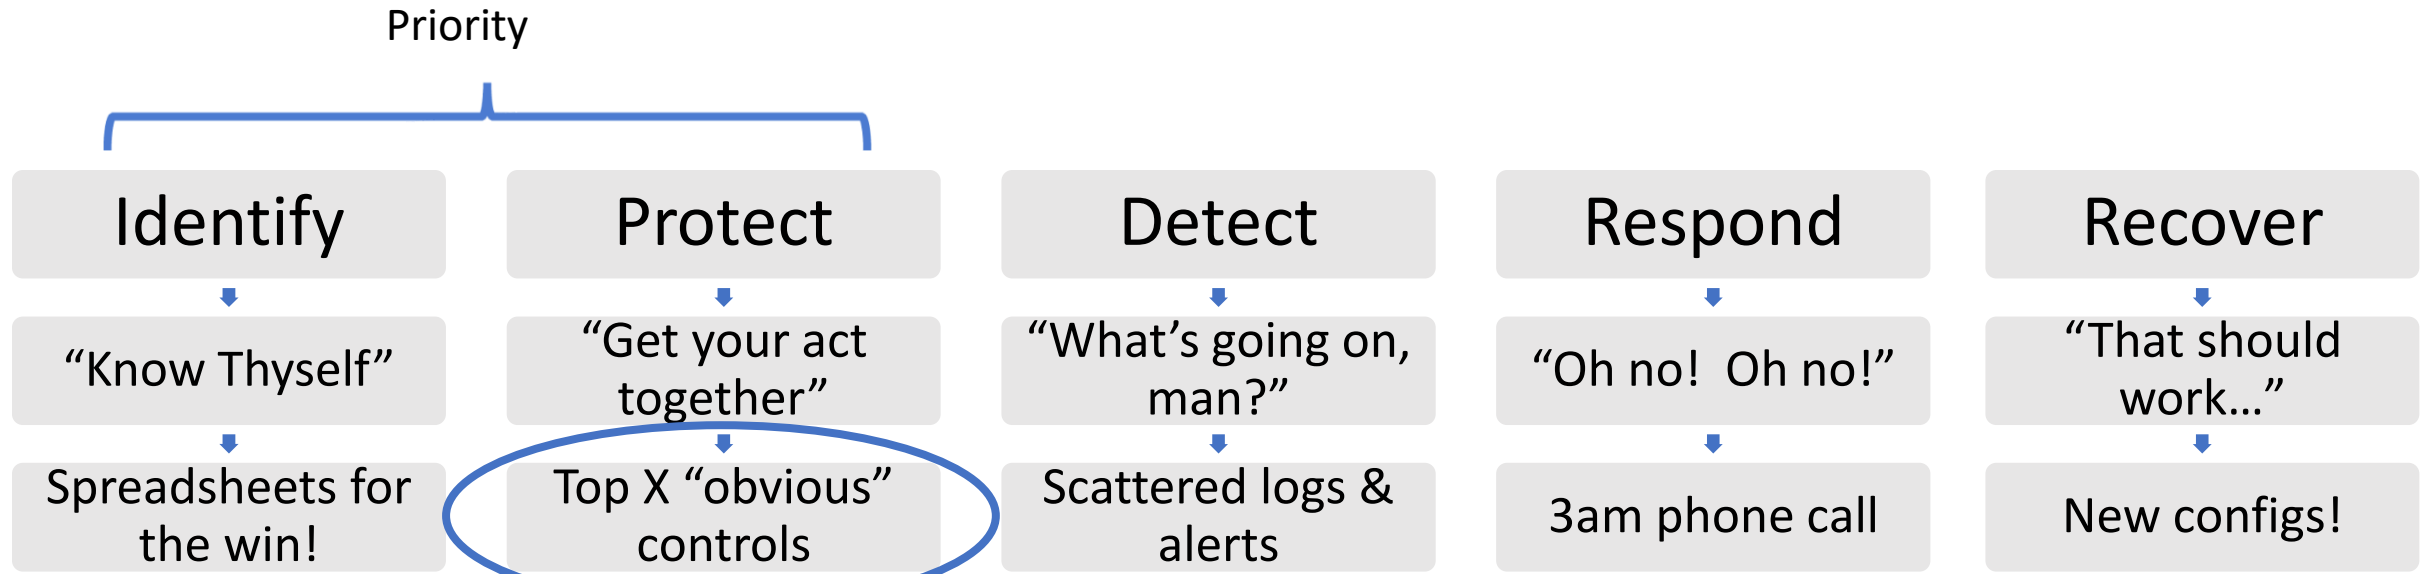 Priority
Identify
Protect
Detect
Respond
Recover
“Know Thyself”
“Get your act
together”
“What’s going on,
man?”
“Oh no!  Oh no!”
“That should
work…”
Spreadsheets for
the win!
Top X “obvious”
controls
Scattered logs &
alerts
3am phone call
New configs!